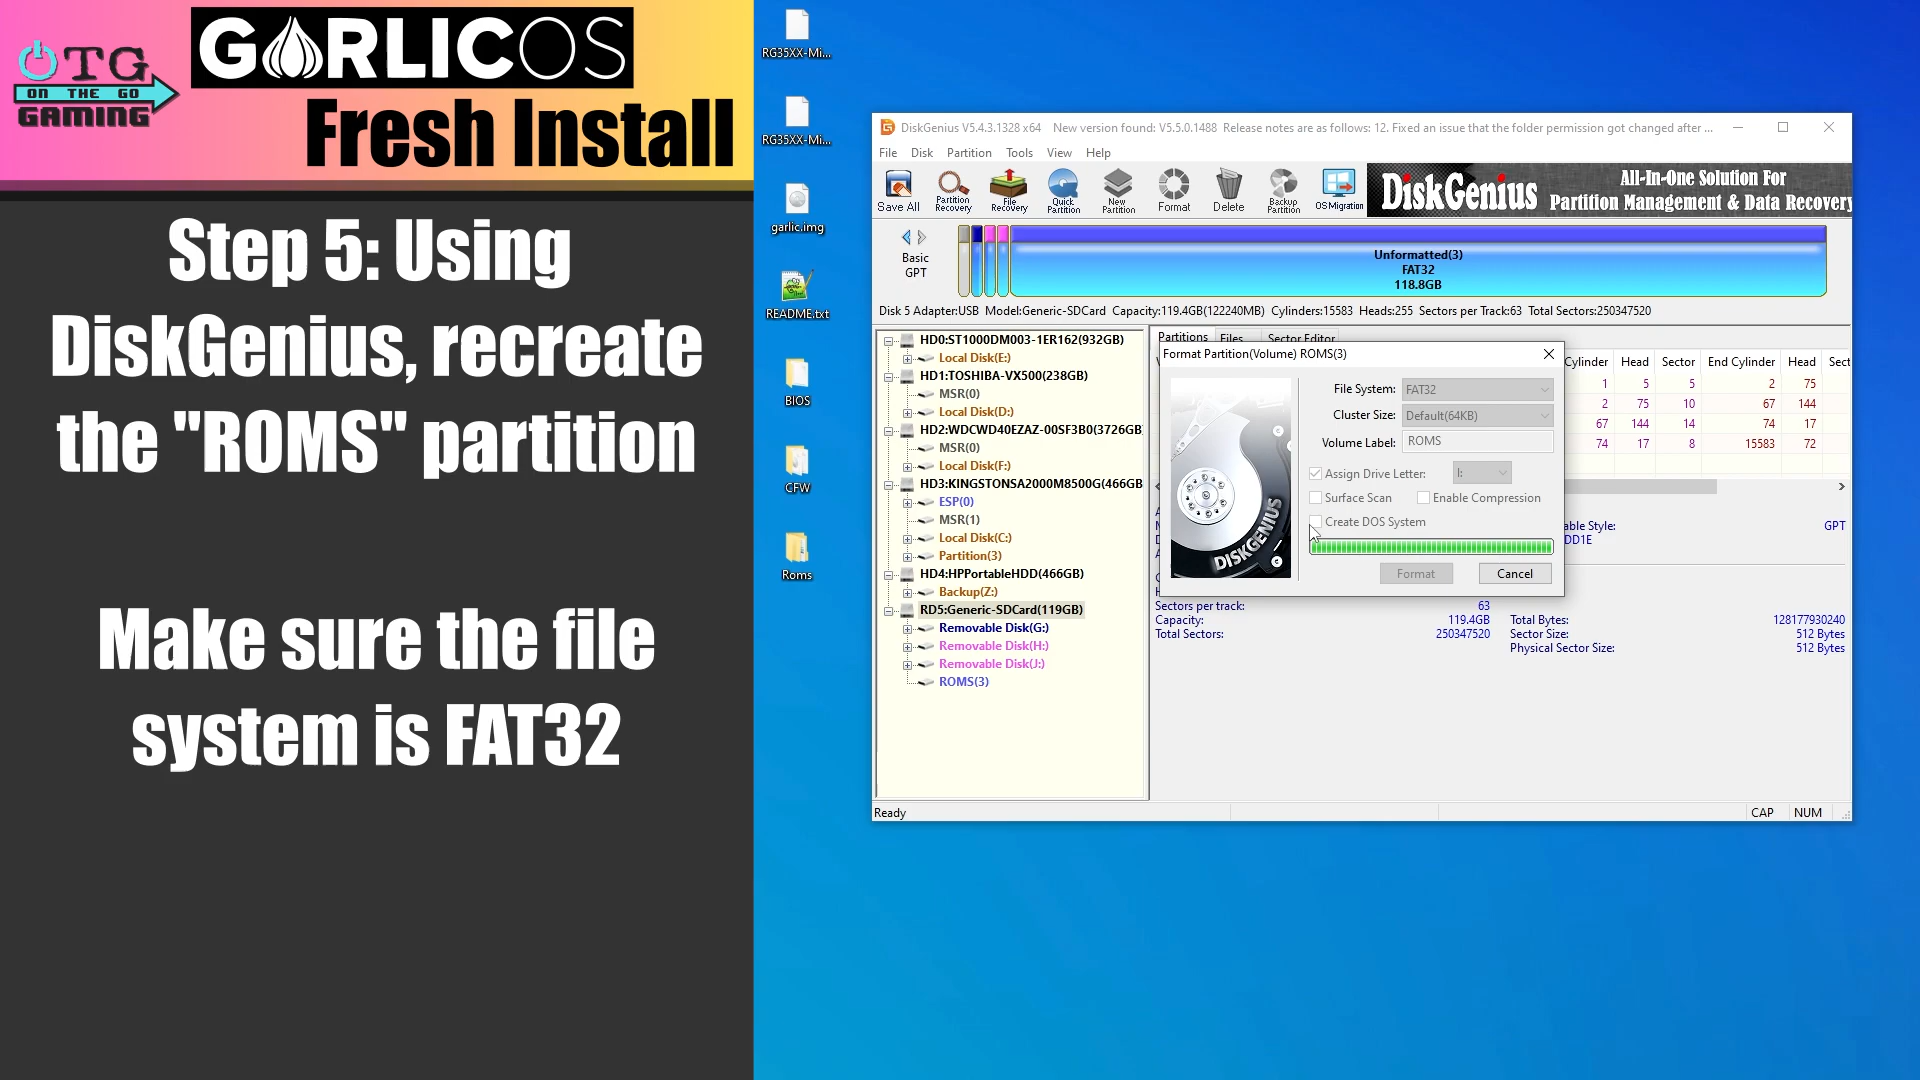 OTG
ON THE GO
GAMING
GARLICOS
Fresh Install
Step 5: Using
DiskGenius, recreate
the "ROMS" partition
Make sure the file
system is FAT32
RG35XX-Mi...
RG35XX-Mi...
garlic.img
README.txt
BIOS
CFW
Roms
DiskGenius V5.4.3.1328 x64 New version found: V5.5.0.1488 Release notes are as follows: 12. Fixed an issue that the folder permission got changed after ...
File Disk Partition Tools View Help
Save All
Partition Recovery
File Recovery
Quick Partition
New Partition
Format
Delete
Backup Partition
OS Migration
DiskGenius
All-In-One Solution For
Partition Management & Data Recovery
Basic
GPT
Unformatted(3)
FAT32
118.8GB
Disk 5 Adapter:USB Model:Generic-SDCard Capacity:119.4GB(122240MB) Cylinders:15583 Heads:255 Sectors per Track:63 Total Sectors:250347520
HD0:ST1000DM003-1ER162(932GB)
Local Disk(E:)
HD1:TOSHIBA-VX500(238GB)
MSR(0)
Local Disk(D:)
HD2:WDCWD40EZAZ-00SF3B0(3726GB)
MSR(0)
Local Disk(F:)
HD3:KINGSTONSA2000M8500G(466GB
ESP(0)
MSR(1)
Local Disk(C:)
Partition(3)
HD4:HPPortableHDD(466GB)
Backup(Z:)
RD5:Generic-SDCard(119GB)
Removable Disk(G:)
Removable Disk(H:)
Removable Disk(J:)
ROMS(3)
Partitions Files Sector Editor
Cylinder Head Sector End Cylinder Head Sect
1 5 5 2 75
2 75 10 67 144
67 144 14 74 17
74 17 8 15583 72
Format Partition(Volume) ROMS(3)
File System: FAT32
Cluster Size: Default(64KB)
Volume Label: ROMS
Assign Drive Letter: I:
Surface Scan Enable Compression
Create DOS System
Format Cancel
DISKGENIUS
able Style: GPT
DD1E
Sectors per track: 63
Capacity: 119.4GB Total Bytes: 128177930240
Total Sectors: 250347520 Sector Size: 512 Bytes
Physical Sector Size: 512 Bytes
Ready CAP NUM